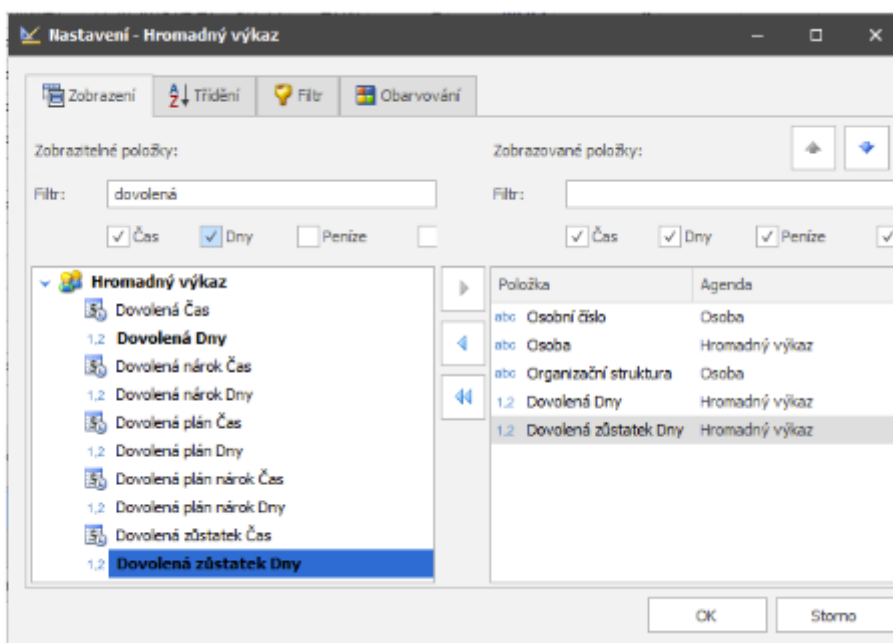 Nastavení - Hromadný výkaz
Zobrazení Třídění Filtr Obarvování
Zobrazitelné položky: Zobrazované položky:
Filtr: dovolená Filtr:
Čas Dny Peníze Čas Dny Peníze
Hromadný výkaz
Dovolená Čas
1,2 Dovolená Dny
Dovolená nárok Čas
1,2 Dovolená nárok Dny
Dovolená plán Čas
1,2 Dovolená plán Dny
Dovolená plán nárok Čas
1,2 Dovolená plán nárok Dny
Dovolená zůstatek Čas
1,2 Dovolená zůstatek Dny
Položka Agenda
abc Osobní číslo Osoba
abc Osoba Hromadný výkaz
abc Organizační struktura Osoba
1,2 Dovolená Dny Hromadný výkaz
1,2 Dovolená zůstatek Dny Hromadný výkaz
OK Storno